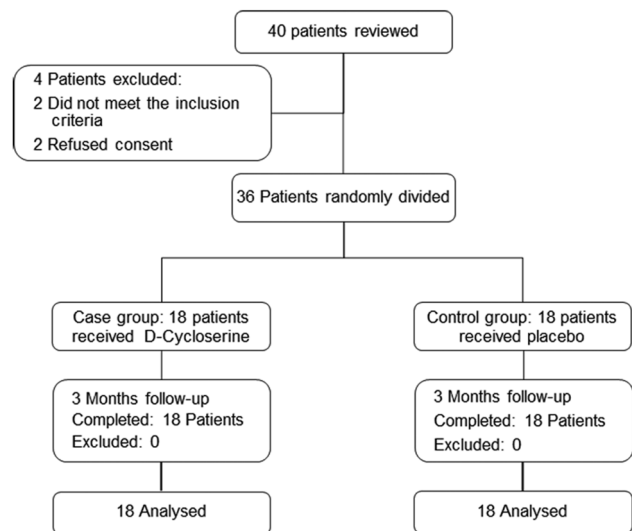 40 patients reviewed
4 Patients excluded:
2 Did not meet the inclusion
criteria
2 Refused consent
36 Patients randomly divided
Case group: 18 patients
received D-Cycloserine
Control group: 18 patients
received placebo
3 Months follow-up
Completed: 18 Patients
Excluded: 0
3 Months follow-up
Completed: 18 Patients
Excluded: 0
18 Analysed
18 Analysed